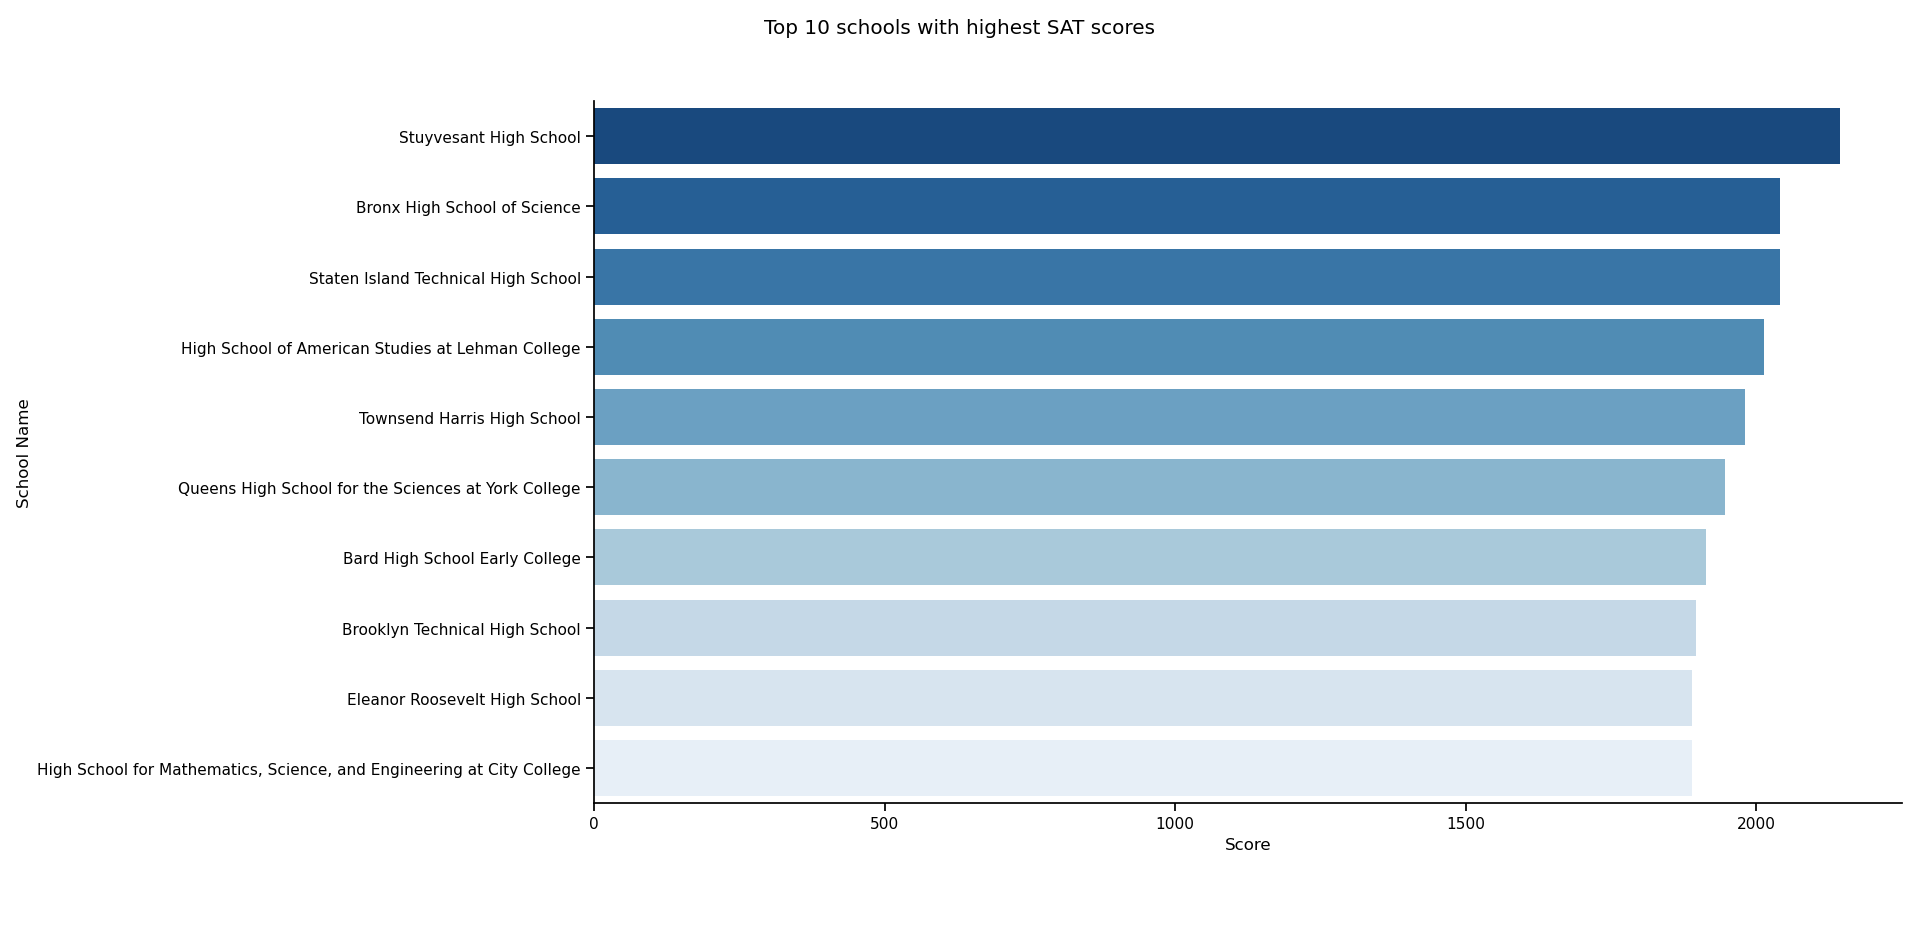 Top 10 schools with highest SAT scores
School Name
Stuyvesant High School
Bronx High School of Science
Staten Island Technical High School
High School of American Studies at Lehman College
Townsend Harris High School
Queens High School for the Sciences at York College
Bard High School Early College
Brooklyn Technical High School
Eleanor Roosevelt High School
High School for Mathematics, Science, and Engineering at City College
0 500 1000 1500 2000
Score